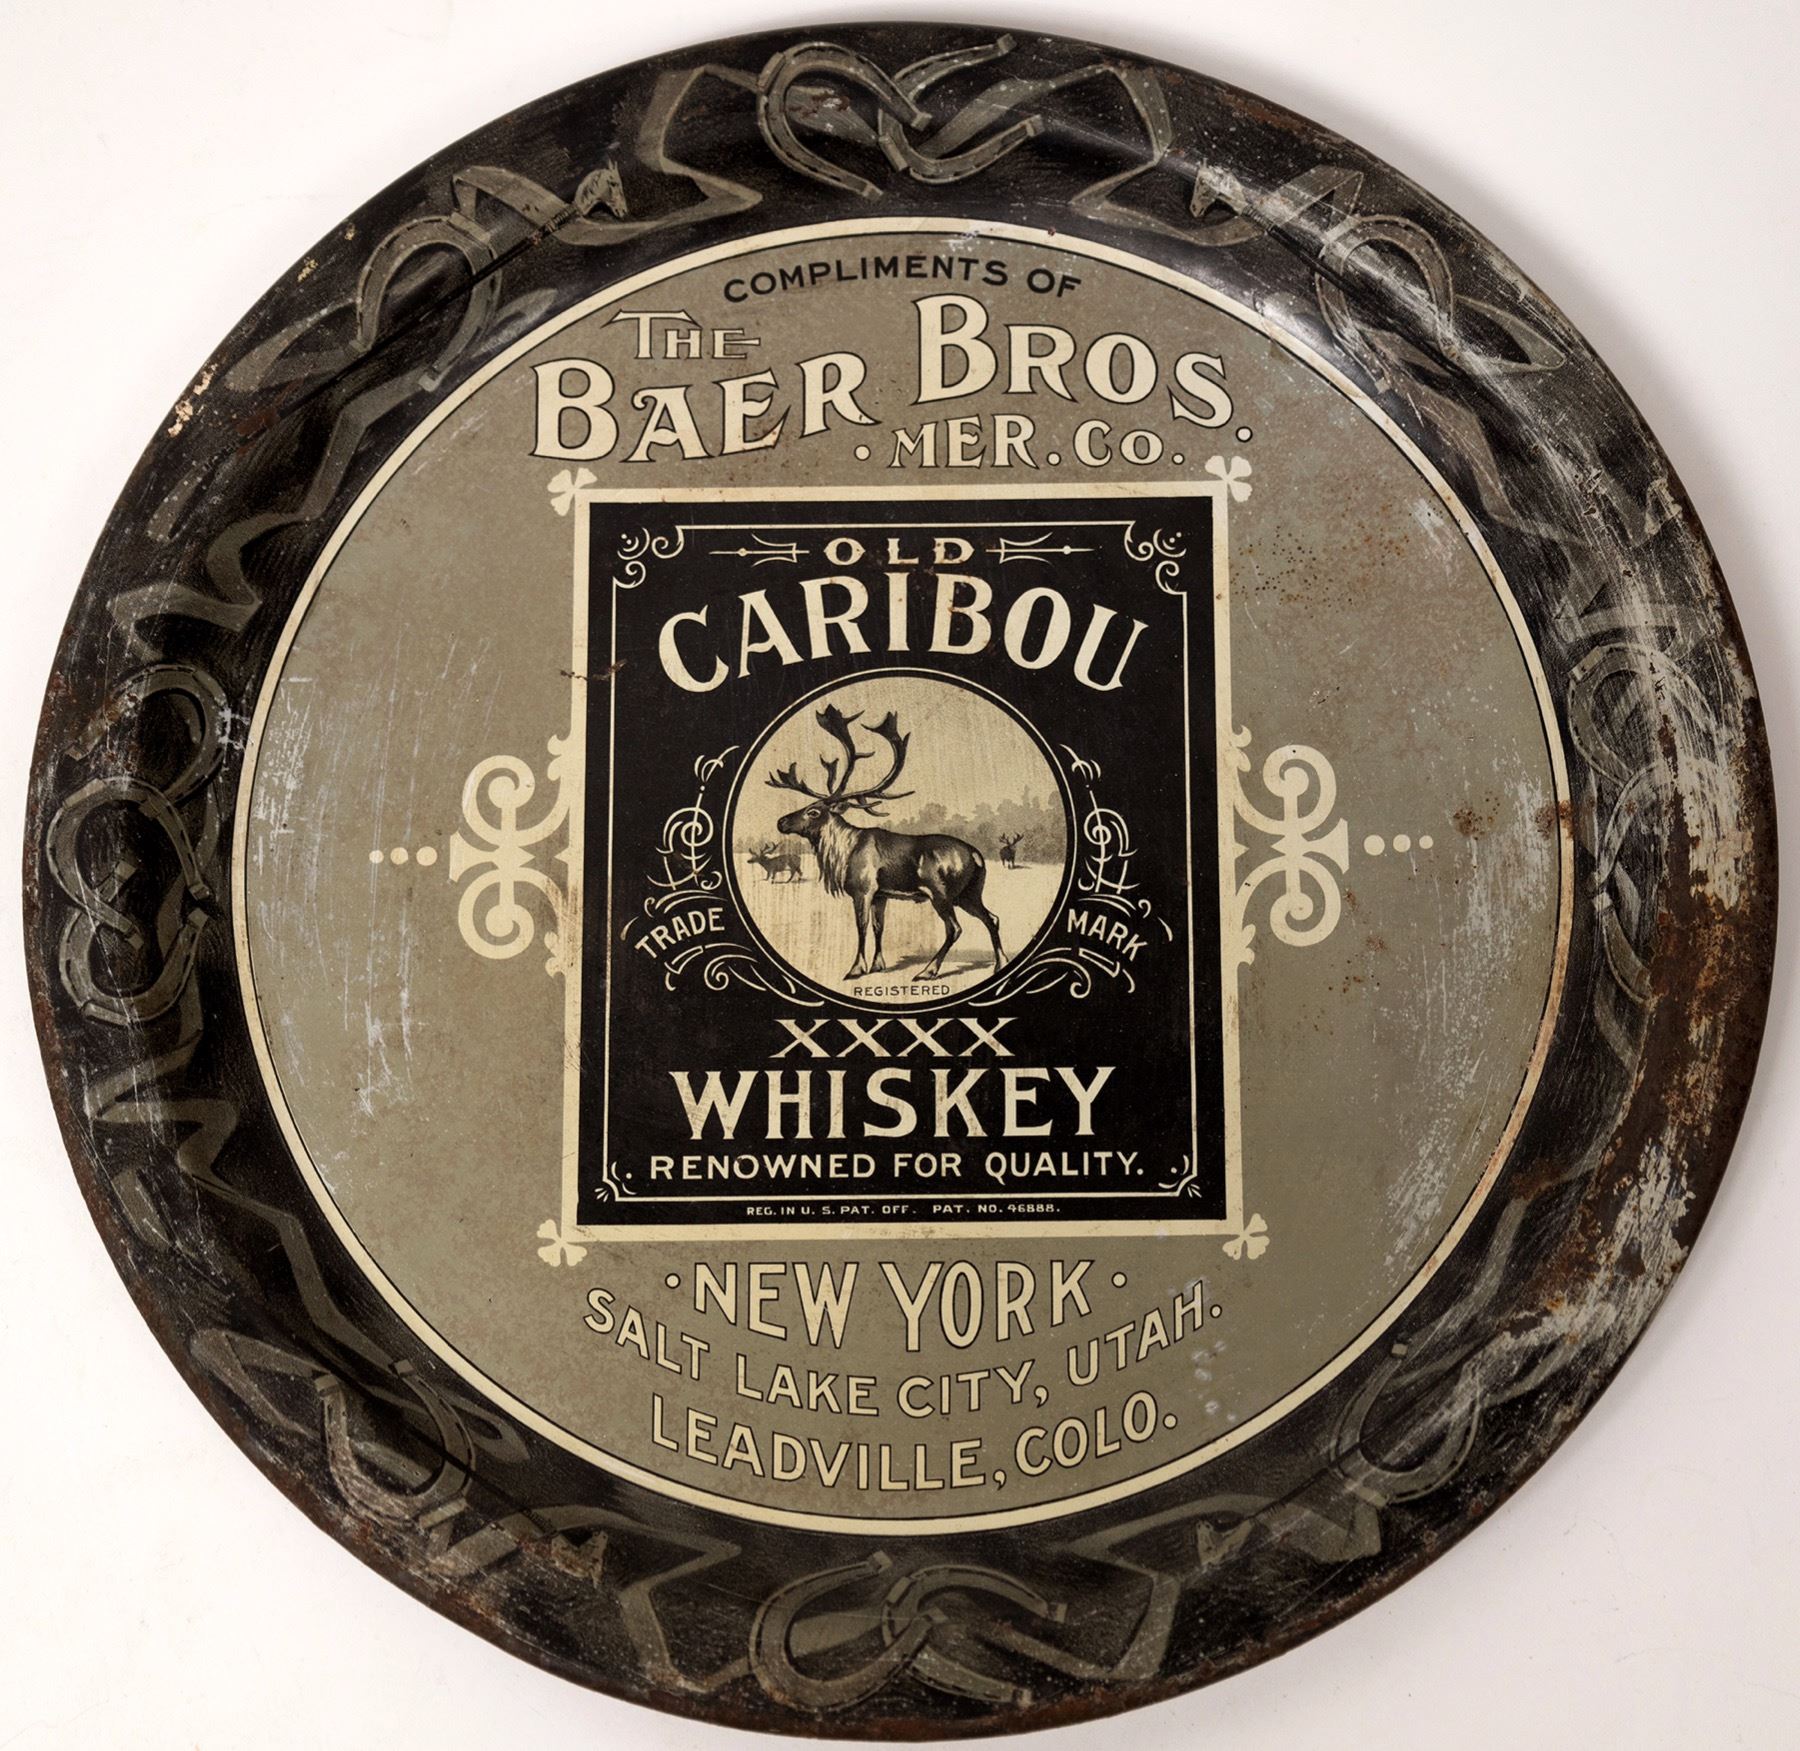 COMPLIMENTS OF
THE
BAER BROS.
·MER. CO.
OLD
CARIBOU
TRADE MARK
REGISTERED
XXXX
WHISKEY
RENOWNED FOR QUALITY.
REG. IN U. S. PAT. OFF. PAT. NO. 46888.
·NEW YORK·
SALT LAKE CITY, UTAH.
LEADVILLE, COLO.